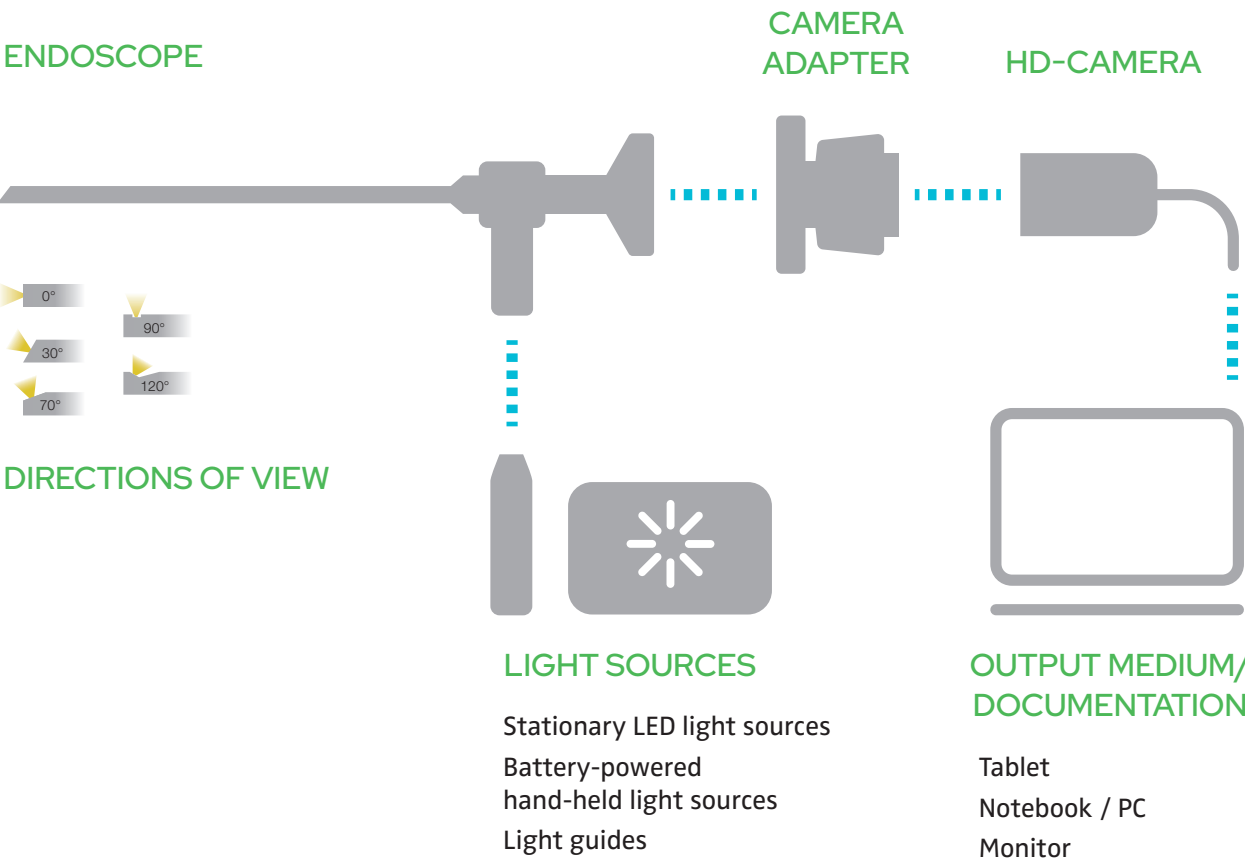 ENDOSCOPE
CAMERA
ADAPTER
HD-CAMERA
0°
30°
70°
90°
120°
DIRECTIONS OF VIEW
LIGHT SOURCES
Stationary LED light sources
Battery-powered
hand-held light sources
Light guides
OUTPUT MEDIUM/
DOCUMENTATION
Tablet
Notebook / PC
Monitor